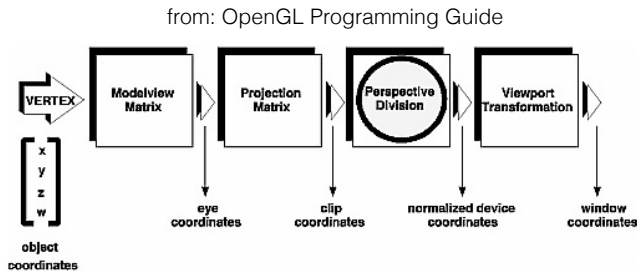 from: OpenGL Programming Guide
VERTEX
Modelview
Matrix
Projection
Matrix
Perspective
Division
Viewport
Transformation
x
y
z
w
object
coordinates
eye
coordinates
clip
coordinates
normalized device
coordinates
window
coordinates